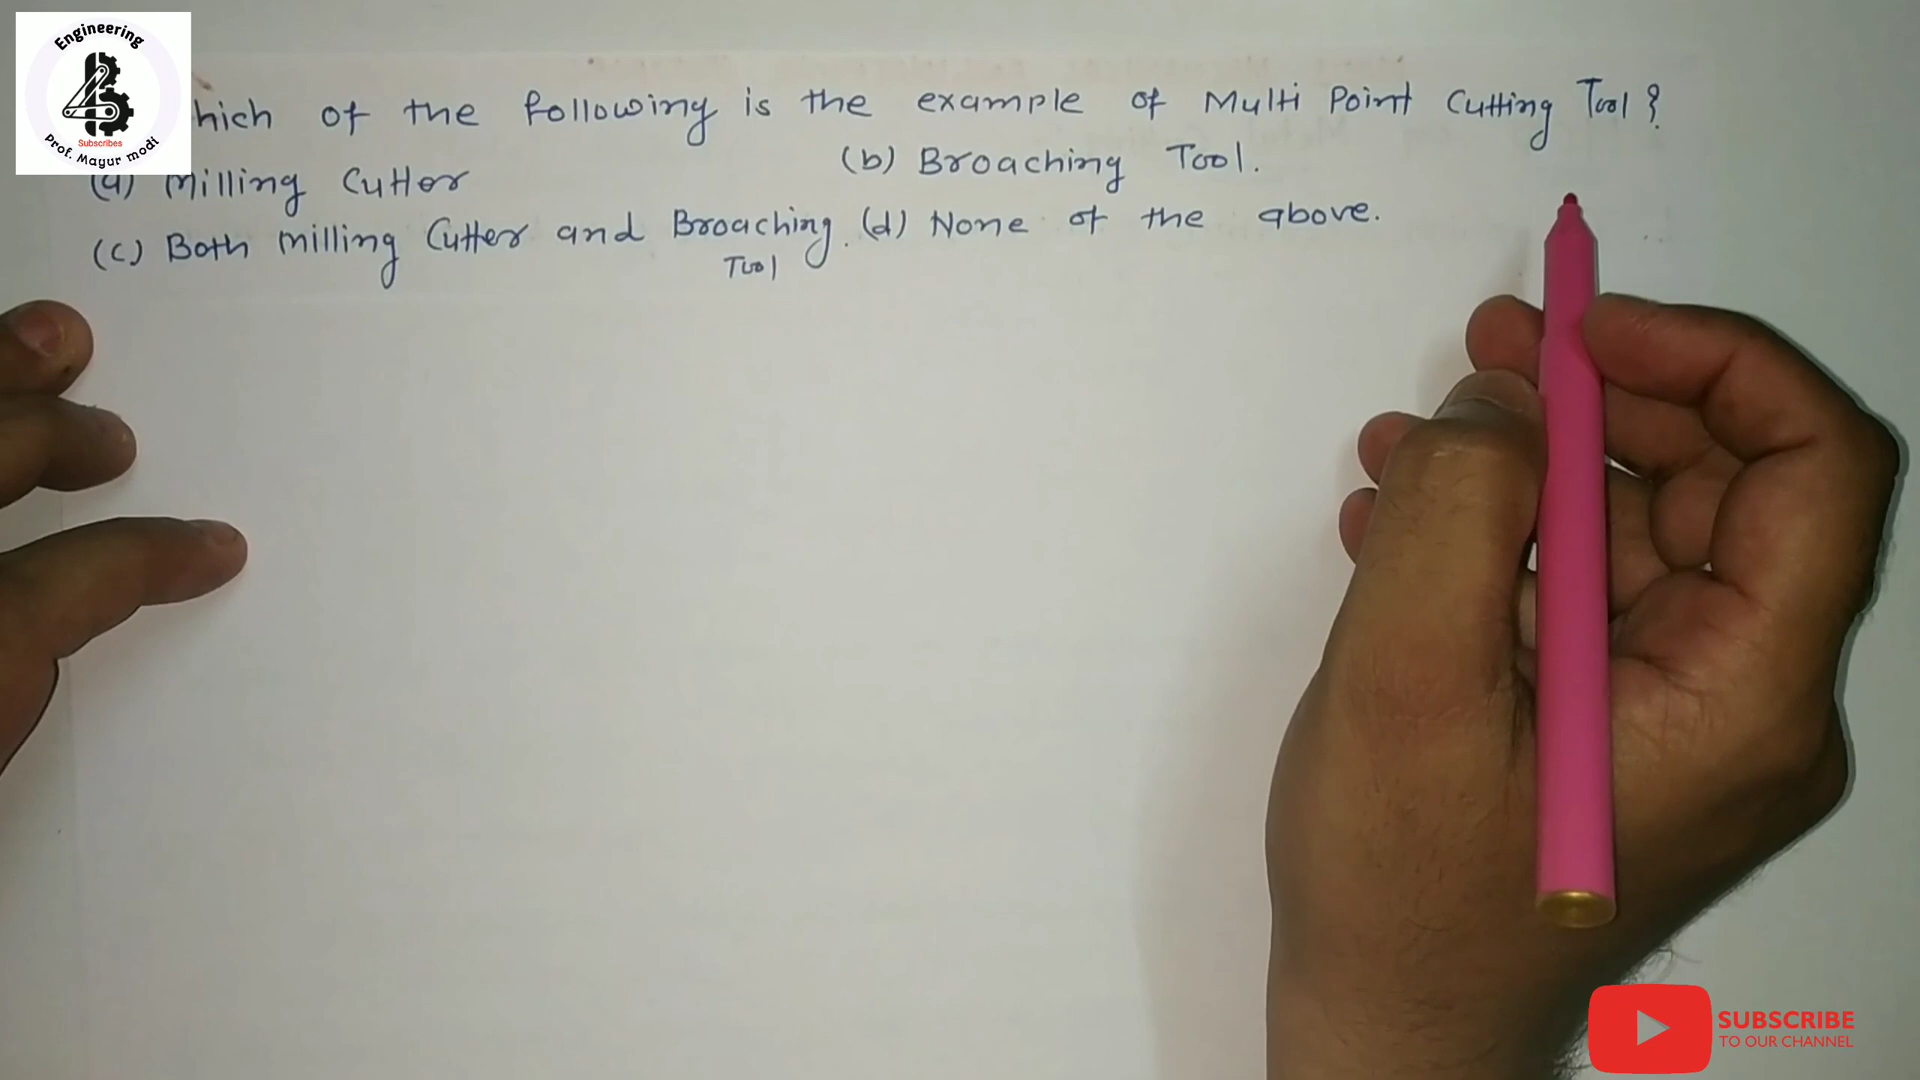 Engineering
Subscribes
Prof. Mayur modi
hich of the following is the example of Multi Point Cutting Tool?
(a) Milling Cutter
(b) Broaching Tool.
(c) Both Milling Cutter and Broaching. (d) None of the above.
Tool
SUBSCRIBE
TO OUR CHANNEL